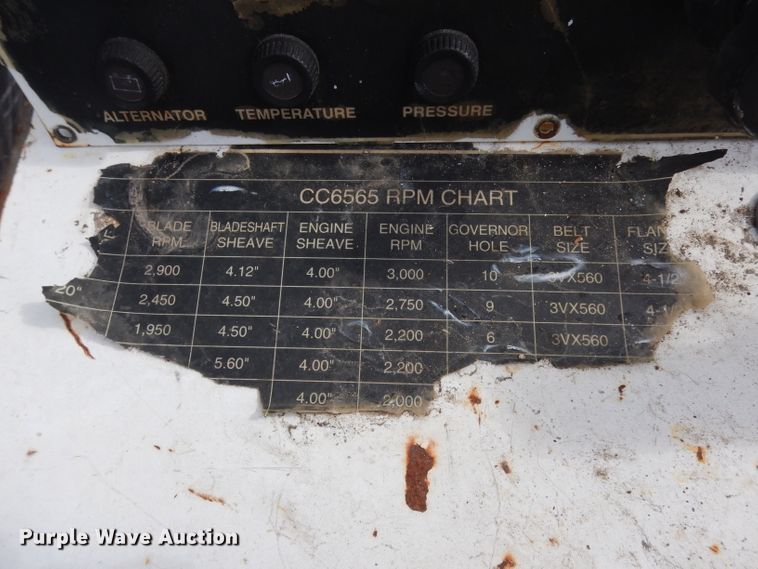 ALTERNATOR TEMPERATURE PRESSURE
CC6565 RPM CHART
BLADE RPM BLADESHAFT SHEAVE ENGINE SHEAVE ENGINE RPM GOVERNOR HOLE BELT SIZE
2,900 4.12" 4.00" 3,000 10 3VX560 4-1/2
20" 2,450 4.50" 4.00" 2,750 9 3VX560
1,950 4.50" 4.00" 2,200 6 3VX560
5.60" 4.00" 2,200
4.00" 2,000
Purple Wave Auction